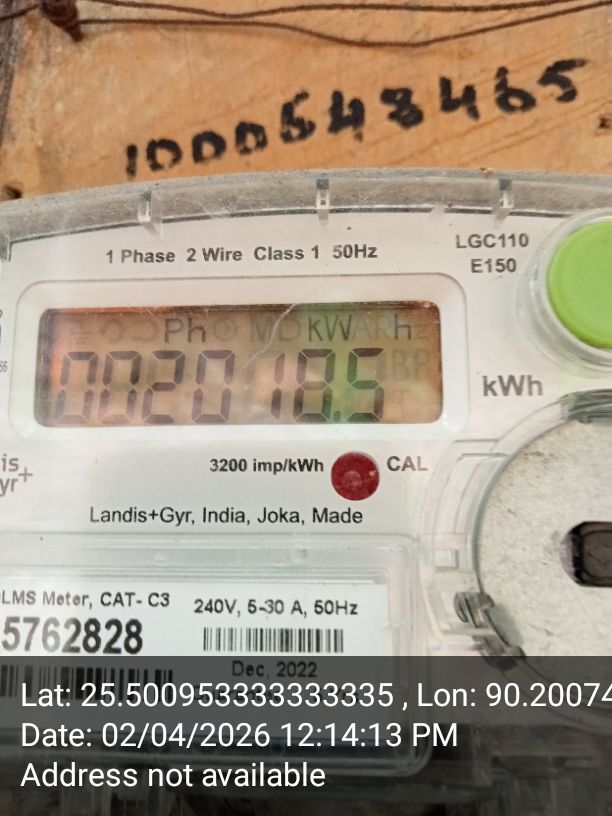 1000548465
1 Phase 2 Wire Class 1 50Hz
LGC110
E150
Ph kWh
002018.5
kWh
3200 imp/kWh CAL
Landis+Gyr, India, Joka, Made
LMS Meter, CAT- C3
240V, 5-30 A, 50Hz
5762828
Dec, 2022
Lat: 25.500953333333335 , Lon: 90.20074
Date: 02/04/2026 12:14:13 PM
Address not available